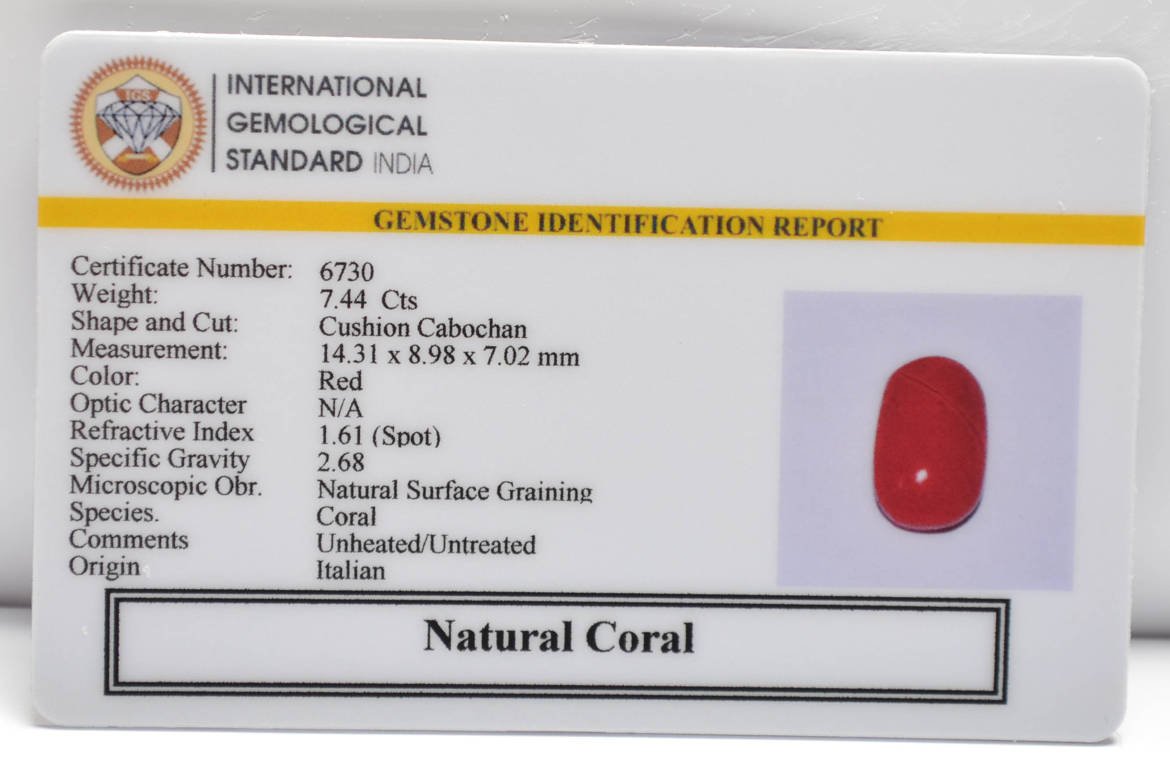 IGS
INTERNATIONAL
GEMOLOGICAL
STANDARD INDIA
GEMSTONE IDENTIFICATION REPORT
Certificate Number: 6730
Weight: 7.44 Cts
Shape and Cut: Cushion Cabochan
Measurement: 14.31 x 8.98 x 7.02 mm
Color: Red
Optic Character N/A
Refractive Index 1.61 (Spot)
Specific Gravity 2.68
Microscopic Obr. Natural Surface Graining
Species. Coral
Comments Unheated/Untreated
Origin Italian
Natural Coral